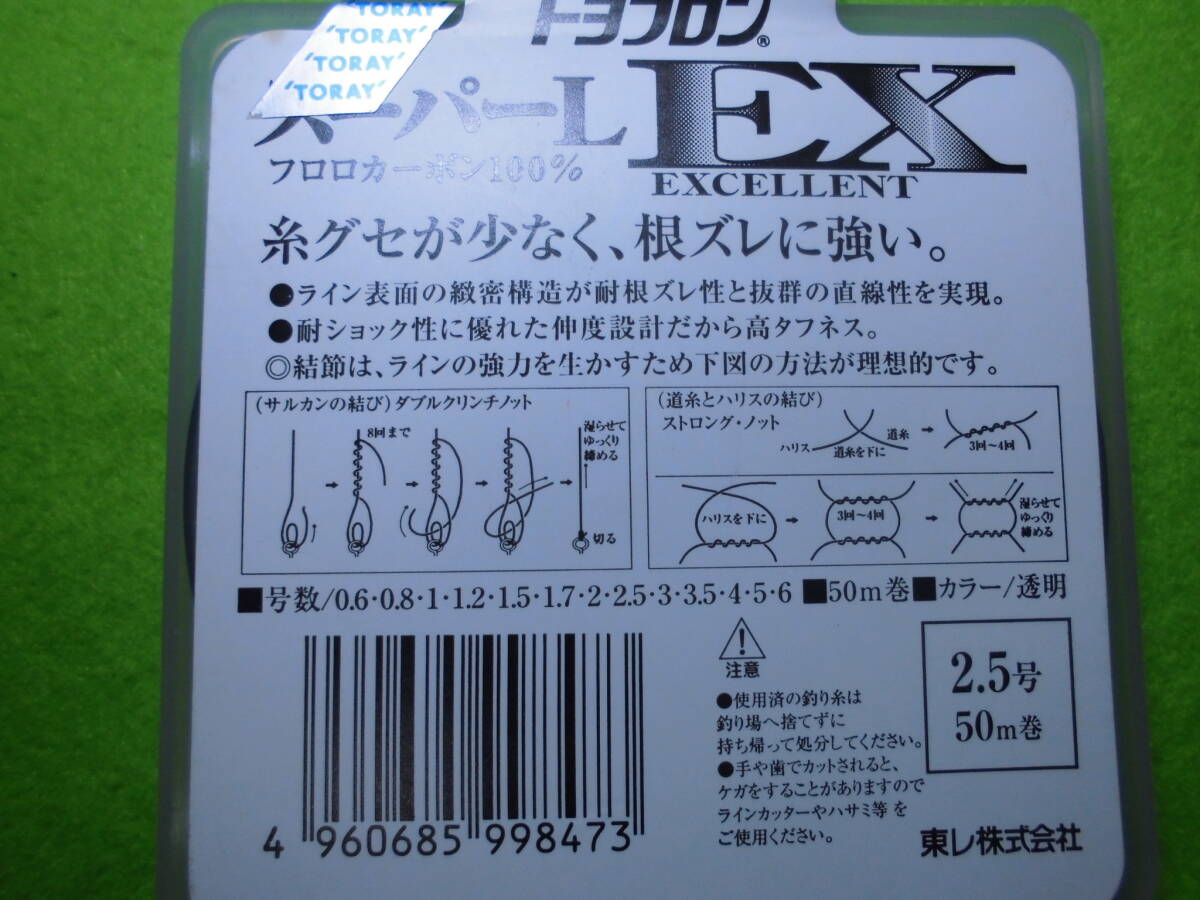 "TORAY"
"TORAY"
"TORAY"
"TORAY"
トヨフロン®
スーパーL EX
フロロカーボン100%
EXCELLENT
糸グセが少なく、根ズレに強い。
●ライン表面の緻密構造が耐根ズレ性と抜群の直線性を実現。
●耐ショック性に優れた伸度設計だから高タフネス。
◎結節は、ラインの強力を生かすため下図の方法が理想的です。
(サルカンの結び)ダブルクリンチノット
8回まで
湿らせて
ゆっくり
締める
切る
(道糸とハリスの結び)
ストロング・ノット
ハリス
道糸
道糸を下に
3回~4回
ハリスを下に
3回~4回
湿らせて
ゆっくり
締める
■号数/0.6・0.8・1・1.2・1.5・1.7・2・2.5・3・3.5・4・5・6 ■50m巻■カラー/透明
4 960685 998473
注意
●使用済の釣り糸は
釣り場へ捨てずに
持ち帰って処分してください。
●手や歯でカットされると、
ケガをすることがありますので
ラインカッターやハサミ等を
ご使用ください。
2.5号
50m巻
東レ株式会社